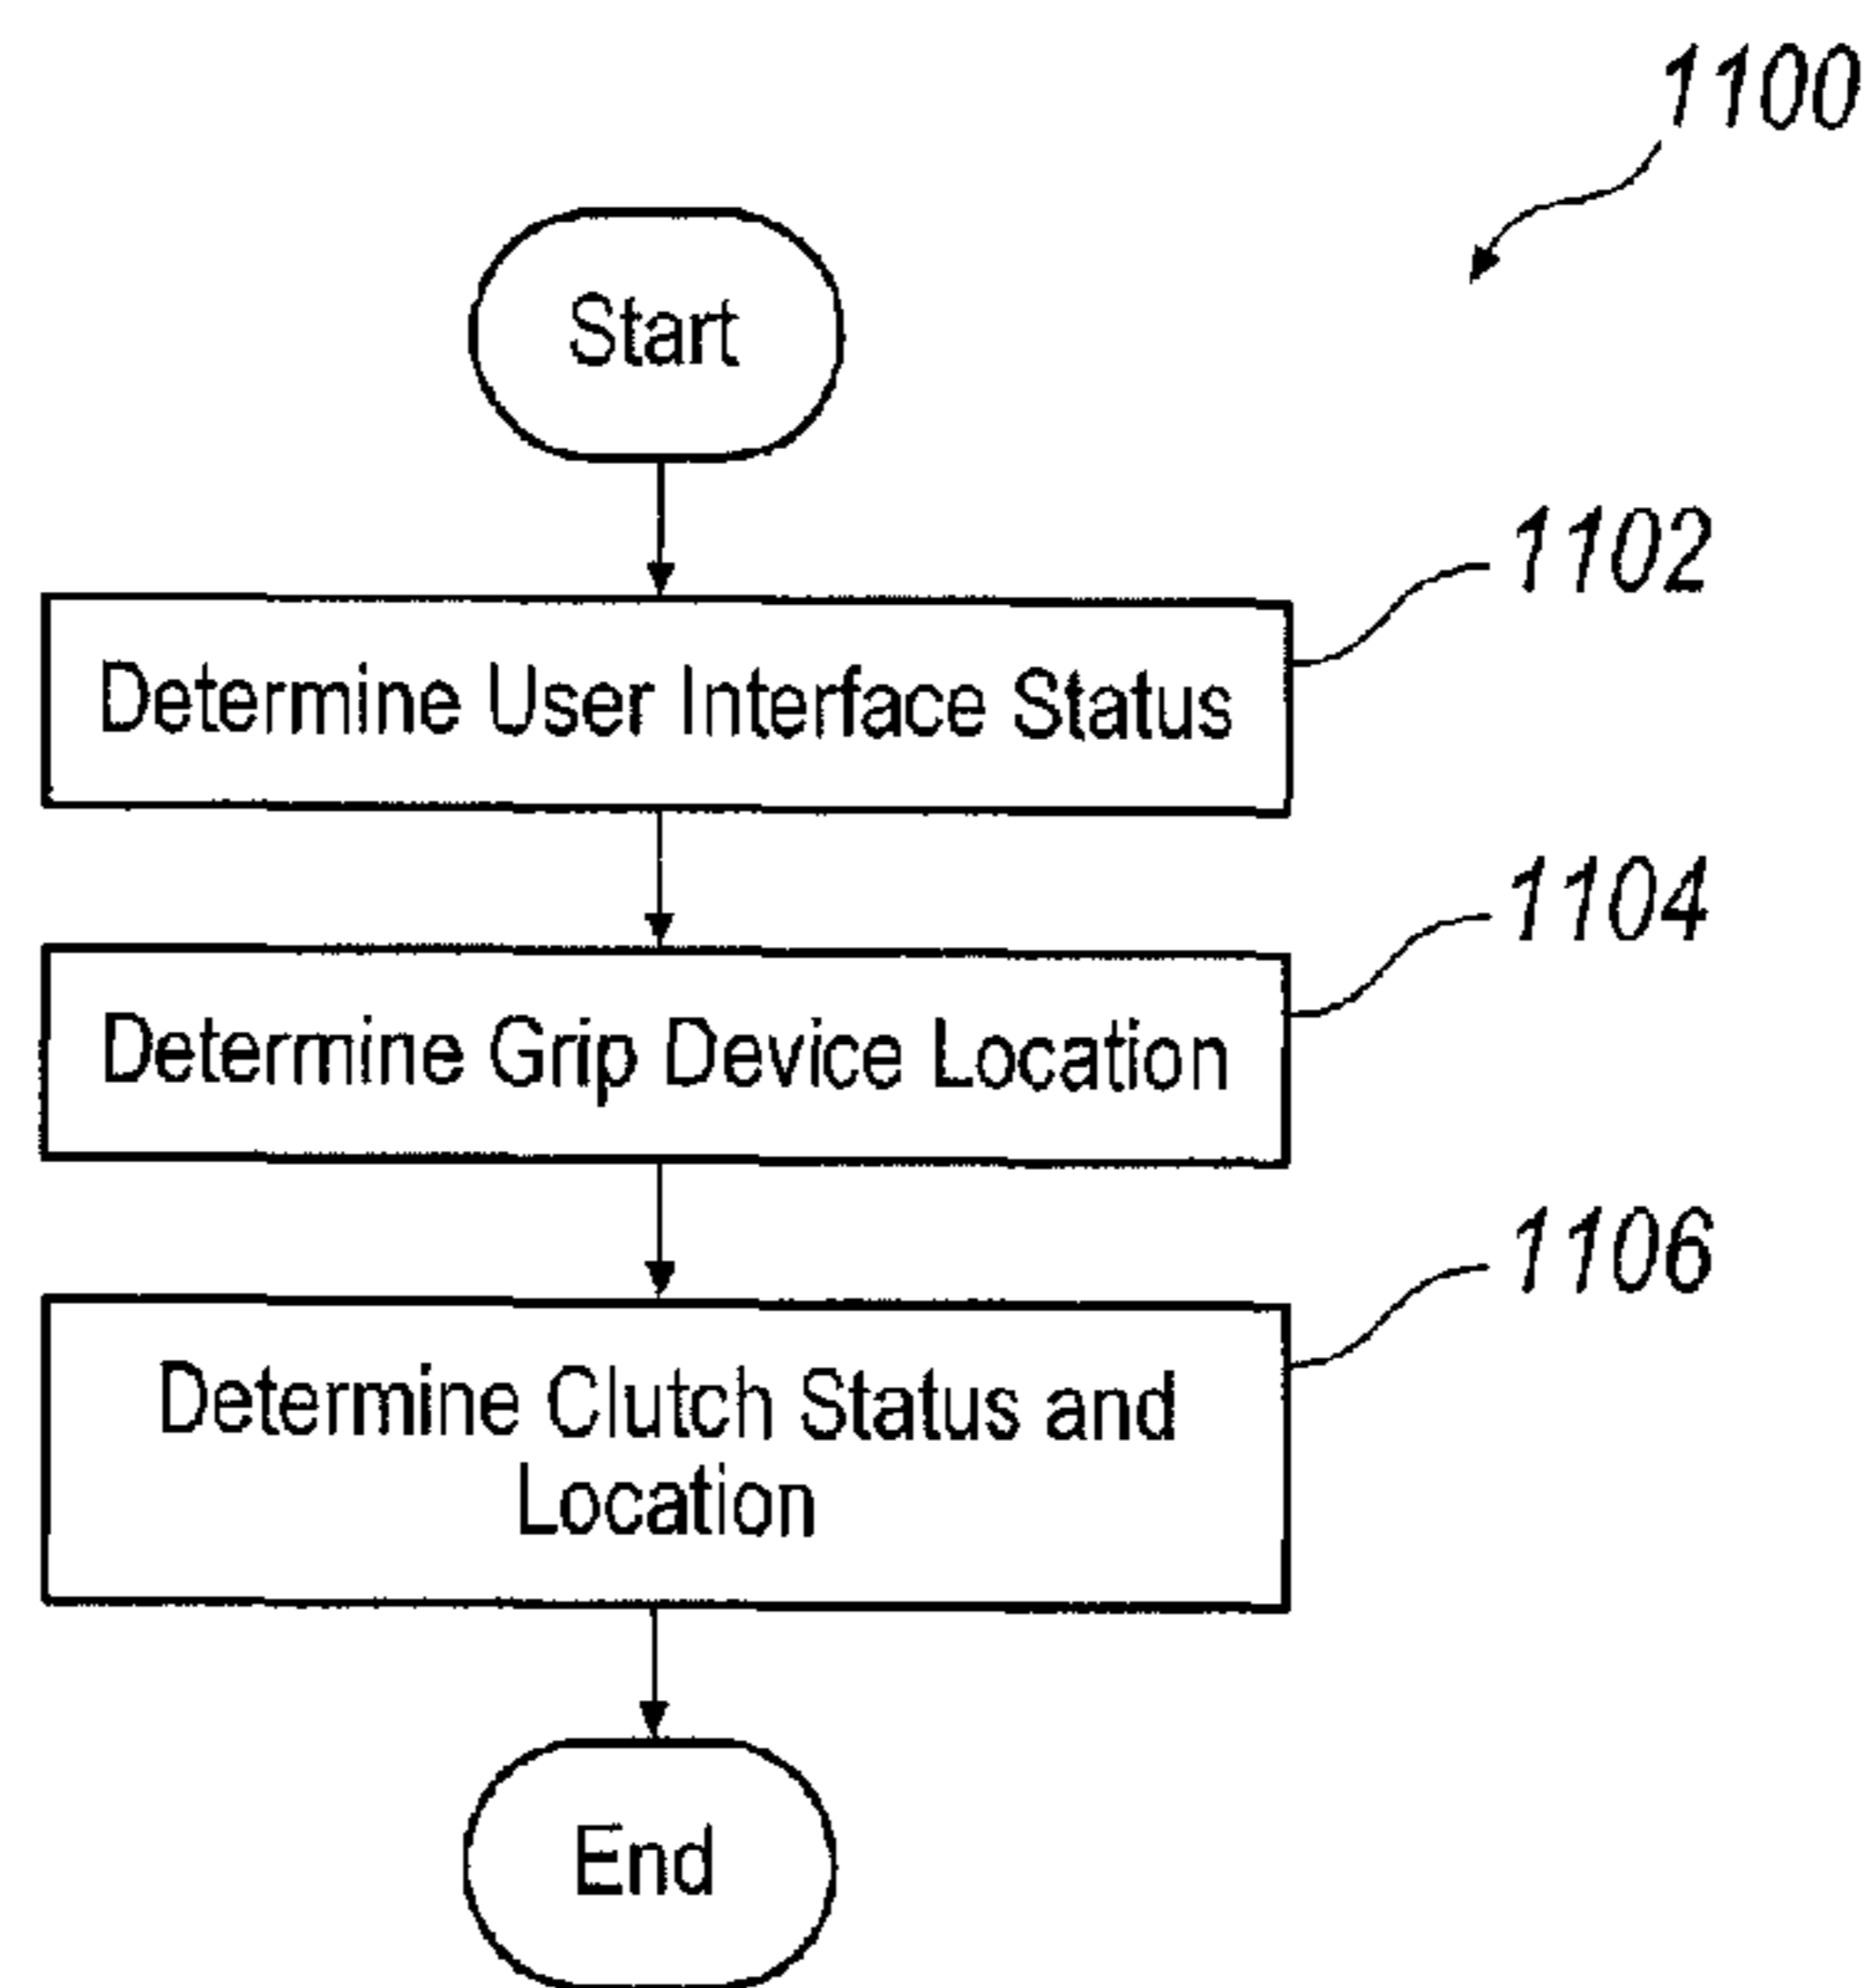 1100
Start
1102
Determine User Interface Status
1104
Determine Grip Device Location
1106
Determine Clutch Status and
Location
End